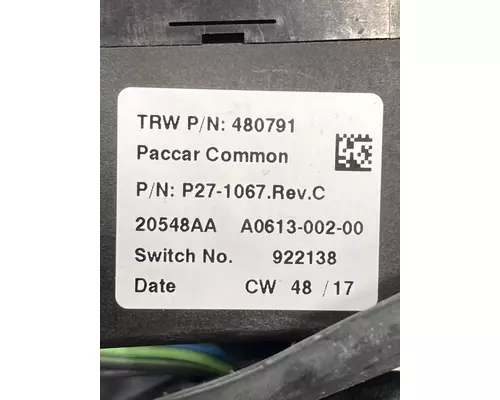 TRW P/N: 480791
Paccar Common
P/N: P27-1067.Rev.C
20548AA A0613-002-00
Switch No. 922138
Date CW 48 / 17